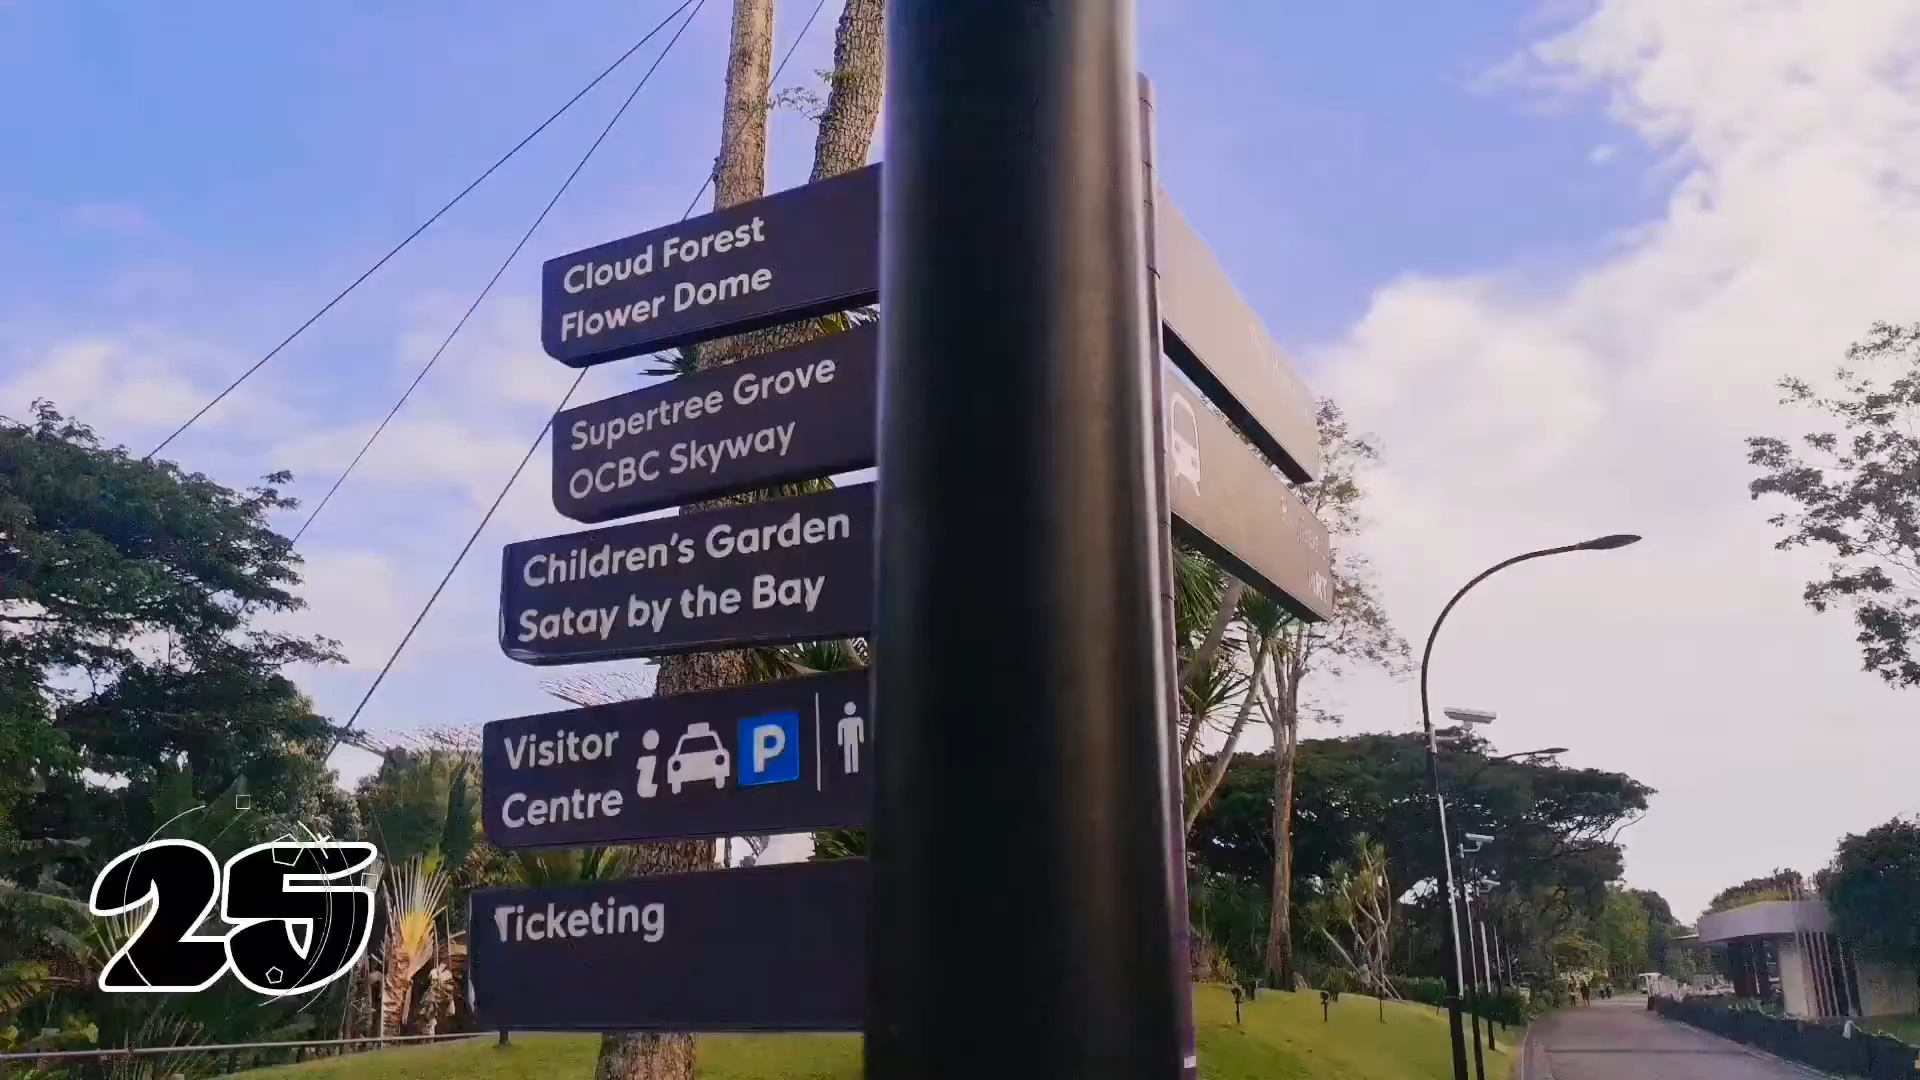 Cloud Forest
Flower Dome
Supertree Grove
OCBC Skyway
Children's Garden
Satay by the Bay
Visitor
Centre
P
Ticketing
25